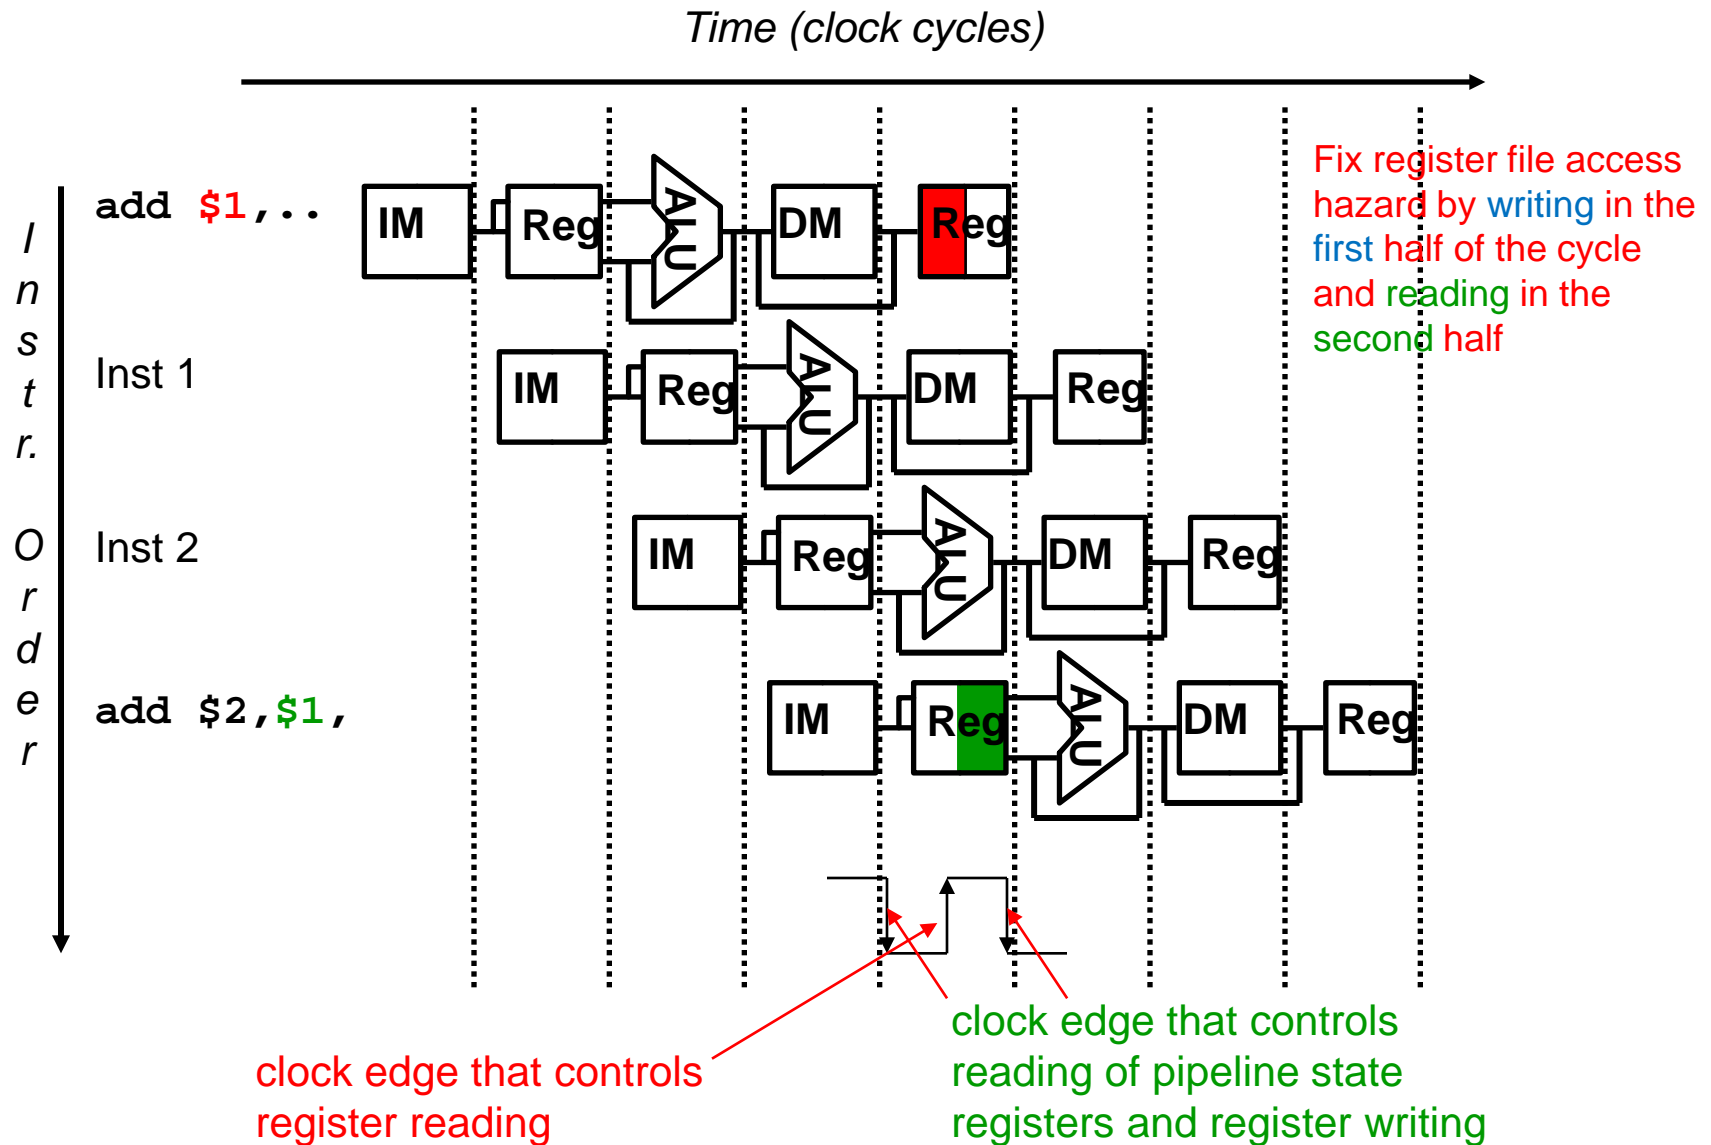 Time (clock cycles)
Instr. Order
add $1,..
IM
Reg
ALU
DM
Reg
Fix register file access
hazard by writing in the
first half of the cycle
and reading in the
second half
Inst 1
IM
Reg
ALU
DM
Reg
Inst 2
IM
Reg
ALU
DM
Reg
add $2,$1,
IM
Reg
ALU
DM
Reg
clock edge that controls
register reading
clock edge that controls
reading of pipeline state
registers and register writing